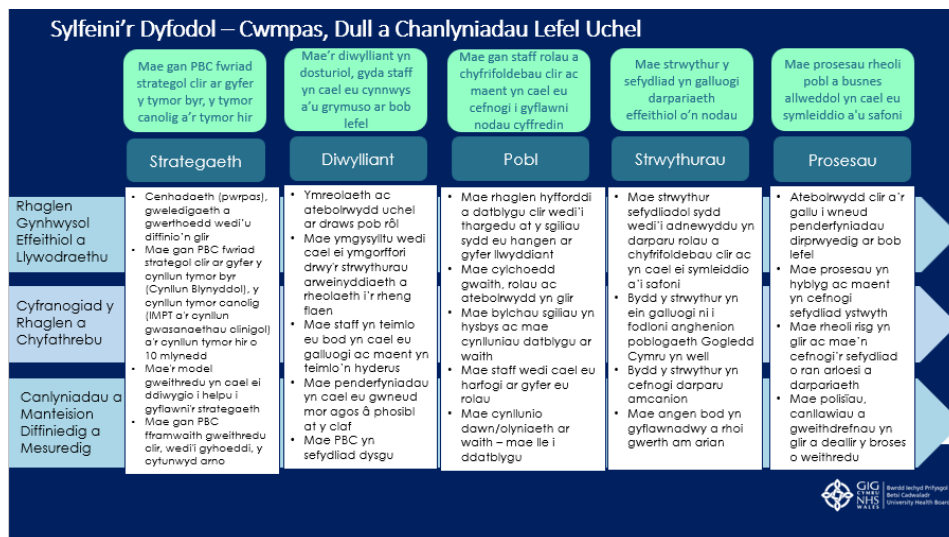 Sylfeini'r Dyfodol – Cwmpas, Dull a Chanlyniadau Lefel Uchel
Mae gan PBC fwriad
strategol clir ar gyfer
y tymor byr, y tymor
canolig a'r tymor hir
Mae'r diwylliant yn
dosturiol, gyda staff
yn cael eu cynnwys
a'u grymuso ar bob
lefel
Mae gan staff rolau a
chyfrifoldebau clir ac
maent yn cael eu
cefnogi i gyflawni
nodau cyffredin
Mae strwythur y
sefydliad yn galluogi
darpariaeth
effeithiol o'n nodau
Mae prosesau rheoli
pobl a busnes
allweddol yn cael eu
symleiddio a'u safoni
Strategaeth
Diwylliant
Pobl
Strwythurau
Prosesau
Rhaglen
Gynhwysol
Effeithiol a
Llywodraethu
Cyfranogiad y
Rhaglen a
Chyfathrebu
Canlyniadau a
Manteision
Diffiniedig a
Mesuredig
• Cenhadaeth (pwrpas),
gweledigaeth a
gwerthoedd wedi'u
diffinio'n glir
• Mae gan PBC fwriad
strategol clir ar gyfer y
cynllun tymor byr
(Cynllun Blynyddol), y
cynllun tymor canolig
(IMPT a'r cynllun
gwasanaethau clinigol)
a'r cynllun tymor hir o
10 mlynedd
• Mae'r model
gweithredu yn cael ei
ddiwygio i helpu i
gyflawni'r strategaeth
• Mae gan PBC
fframwaith gweithredu
clir, wedi'i gyhoeddi, y
cytunwyd arno
• Ymreolaeth ac
atebolrwydd uchel
ar draws pob rôl
• Mae ymgysylltu wedi
cael ei ymgorffori
drwy'r strwythurau
arweinyddiaeth a
rheolaeth i'r rheng
flaen
• Mae staff yn teimlo
eu bod yn cael eu
galluogi ac maent yn
teimlo'n hyderus
• Mae penderfyniadau
yn cael eu gwneud
mor agos â phosibl
at y claf
• Mae PBC yn
sefydliad dysgu
• Mae rhaglen hyfforddi
a datblygu clir wedi'i
thargedu at y sgiliau
sydd eu hangen ar
gyfer llwyddiant
• Mae cylchoedd
gwaith, rolau ac
atebolrwydd yn glir
• Mae bylchau sgiliau yn
hysbys ac mae
cynlluniau datblygu ar
waith
• Mae staff wedi cael eu
harfogi ar gyfer eu
rolau
• Mae cynllunio
dawn/olyniaeth ar
waith – mae lle i
ddatblygu
• Mae strwythur
sefydliadol sydd
wedi'i adnewyddu yn
darparu rolau a
chyfrifoldebau clir ac
yn cael ei symleiddio
a'i safoni
• Bydd y strwythur yn
ein galluogi ni i
fodloni anghenion
poblogaeth Gogledd
Cymru yn well
• Bydd y strwythur yn
cefnogi darparu
amcanion
• Mae angen bod yn
gyflawnadwy a rhoi
gwerth am arian
• Atebolrwydd clir a'r
gallu i wneud
penderfyniadau
dirprwyedig ar bob
lefel
• Mae prosesau yn
hyblyg ac maent yn
cefnogi
sefydliad ystwyth
• Mae rheoli risg yn
glir ac mae'n
cefnogi'r sefydliad
o ran arloesi a
darpariaeth
• Mae polisïau,
canllawiau a
gweithdrefnau yn
glir a deallir y broses
o weithredu
GIG
CYMRU
NHS
WALES
Bwrdd Iechyd Prifysgol
Betsi Cadwaladr
University Health Board